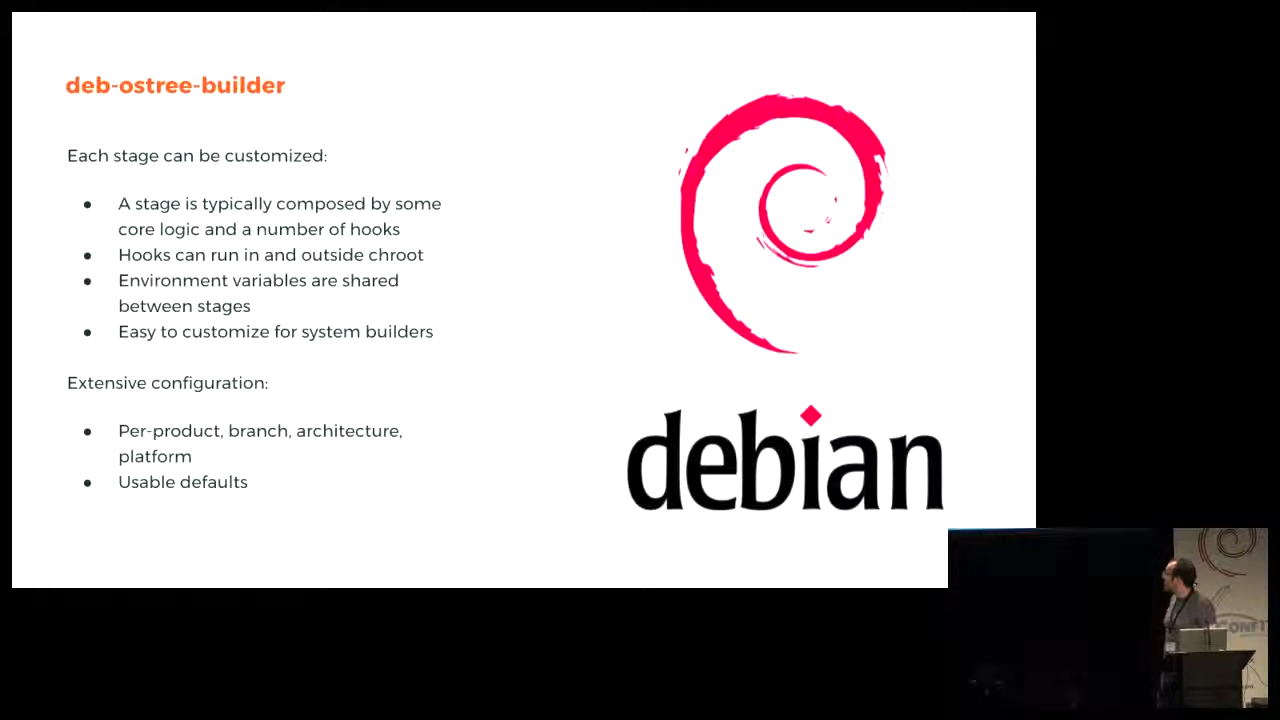 deb-ostree-builder
Each stage can be customized:
● A stage is typically composed by some
core logic and a number of hooks
● Hooks can run in and outside chroot
● Environment variables are shared
between stages
● Easy to customize for system builders
Extensive configuration:
● Per-product, branch, architecture,
platform
● Usable defaults
debian